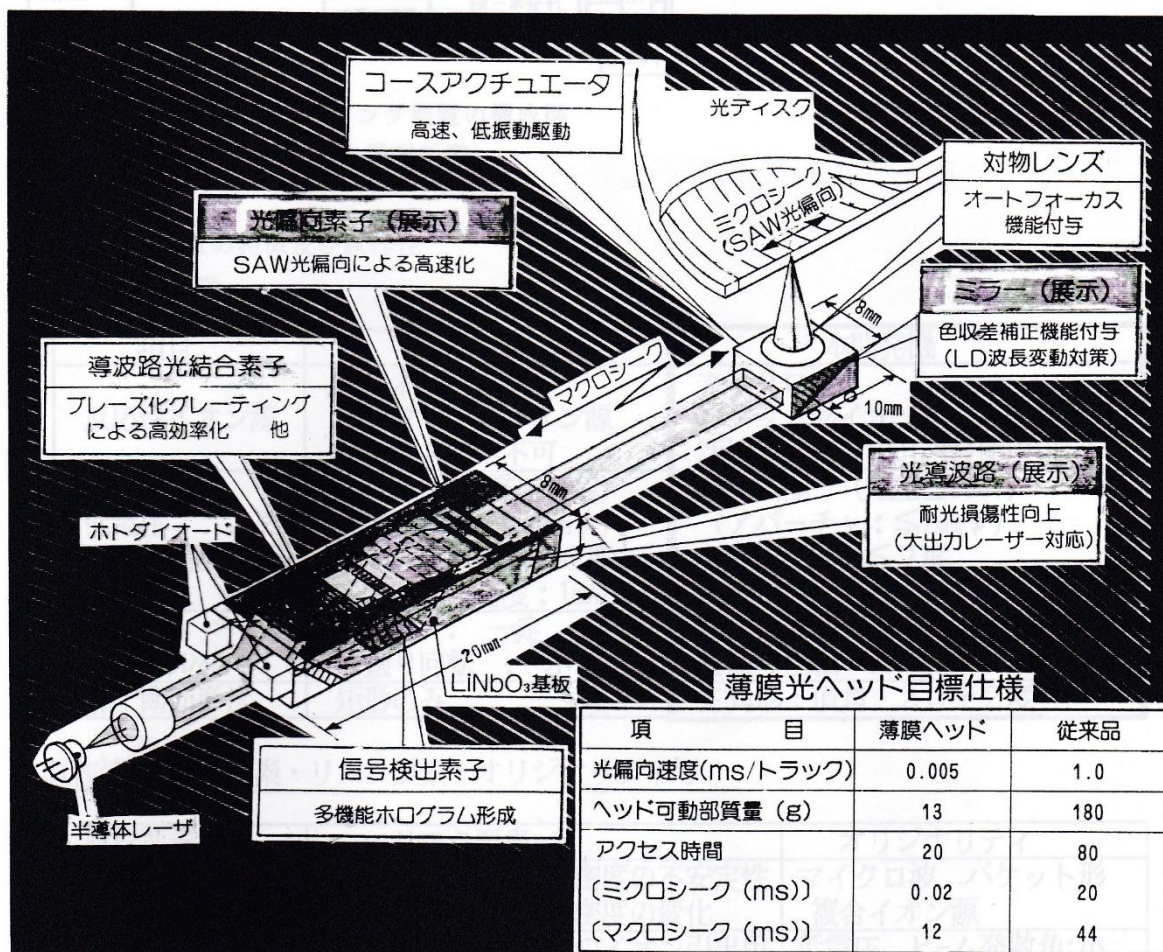 コースアクチュエータ
高速、低振動駆動
光ディスク
ミクロシーク
(SAW光偏向)
対物レンズ
オートフォーカス
機能付与
光偏向素子(展示)
SAW光偏向による高速化
ミラー(展示)
色収差補正機能付与
(LD波長変動対策)
8mm
10mm
マクロシーク
導波路光結合素子
ブレーズ化グレーティング
による高効率化 他
8mm
光導波路(展示)
耐光損傷性向上
(大出力レーザー対応)
ホトダイオード
20mm
LiNbO₃基板
信号検出素子
多機能ホログラム形成
半導体レーザ
薄膜光ヘッド目標仕様
項 目 薄膜ヘッド 従来品
光偏向速度(ms/トラック) 0.005 1.0
ヘッド可動部質量(g) 13 180
アクセス時間 20 80
〔ミクロシーク(ms)〕 0.02 20
〔マクロシーク(ms)〕 12 44